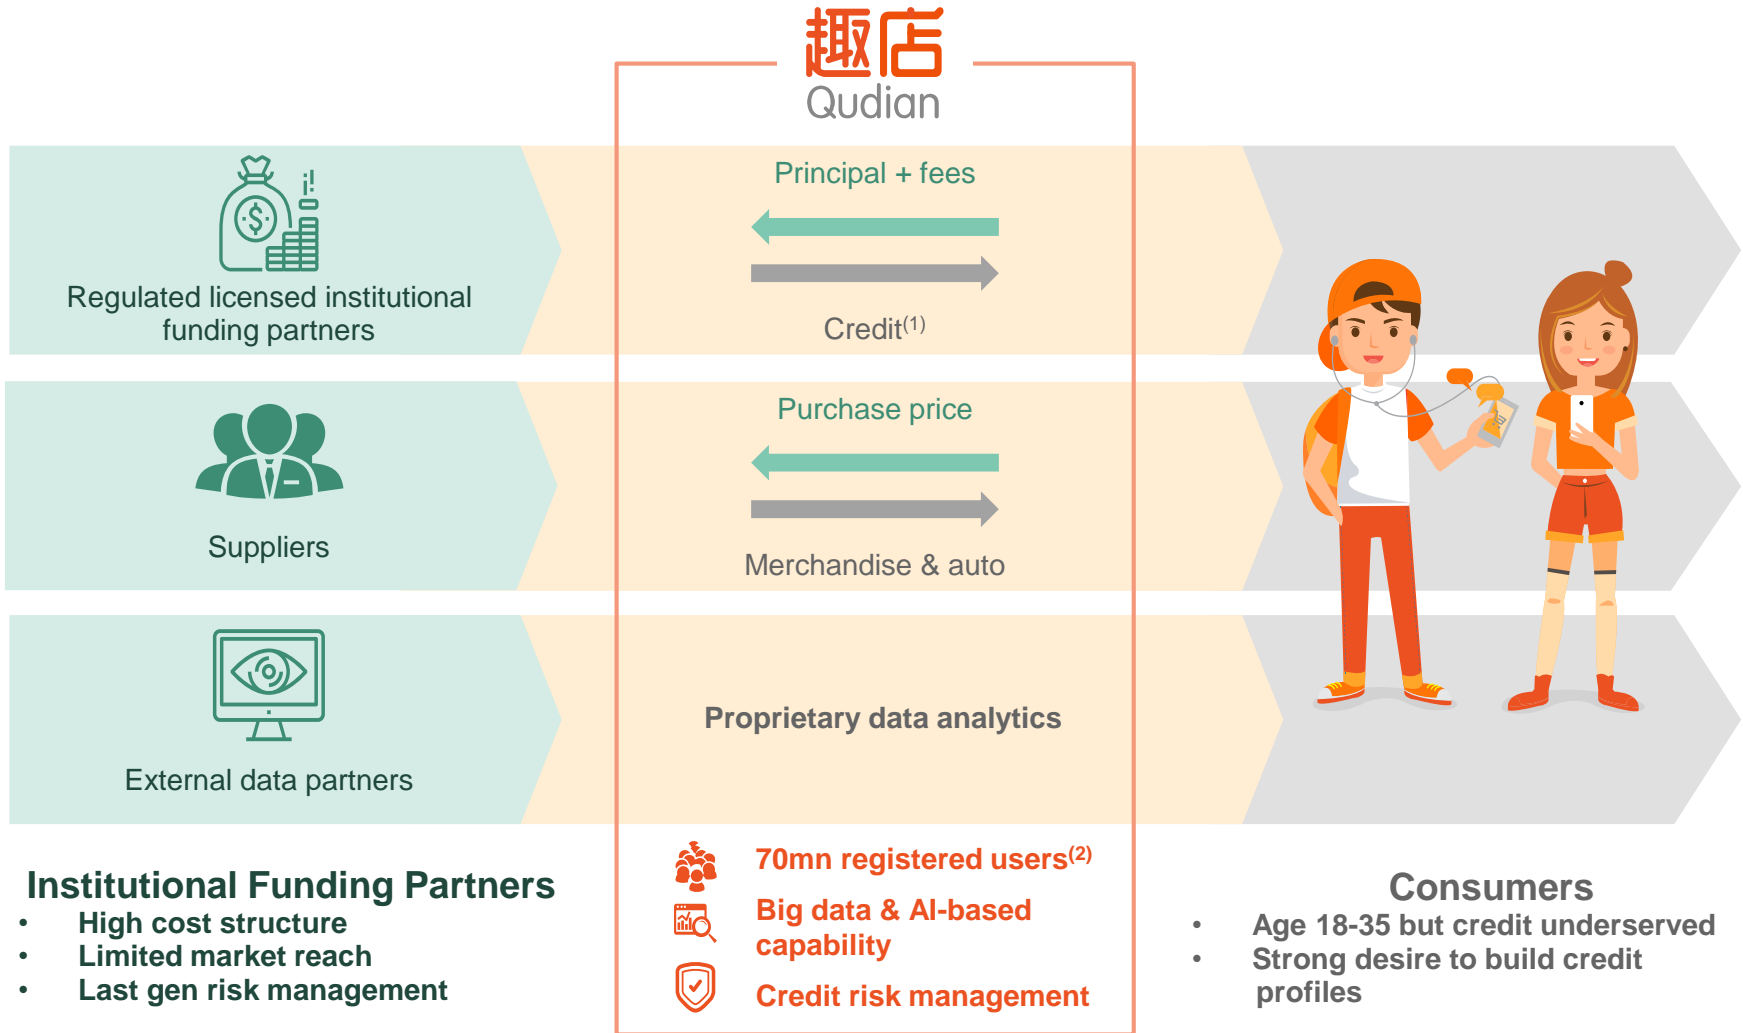 趣店
Qudian
Principal + fees
Regulated licensed institutional
funding partners
Credit(1)
Purchase price
Suppliers
Merchandise & auto
Proprietary data analytics
External data partners
Institutional Funding Partners
• High cost structure
• Limited market reach
• Last gen risk management
70mn registered users(2)
Big data & AI-based
capability
Credit risk management
Consumers
• Age 18-35 but credit underserved
• Strong desire to build credit
profiles